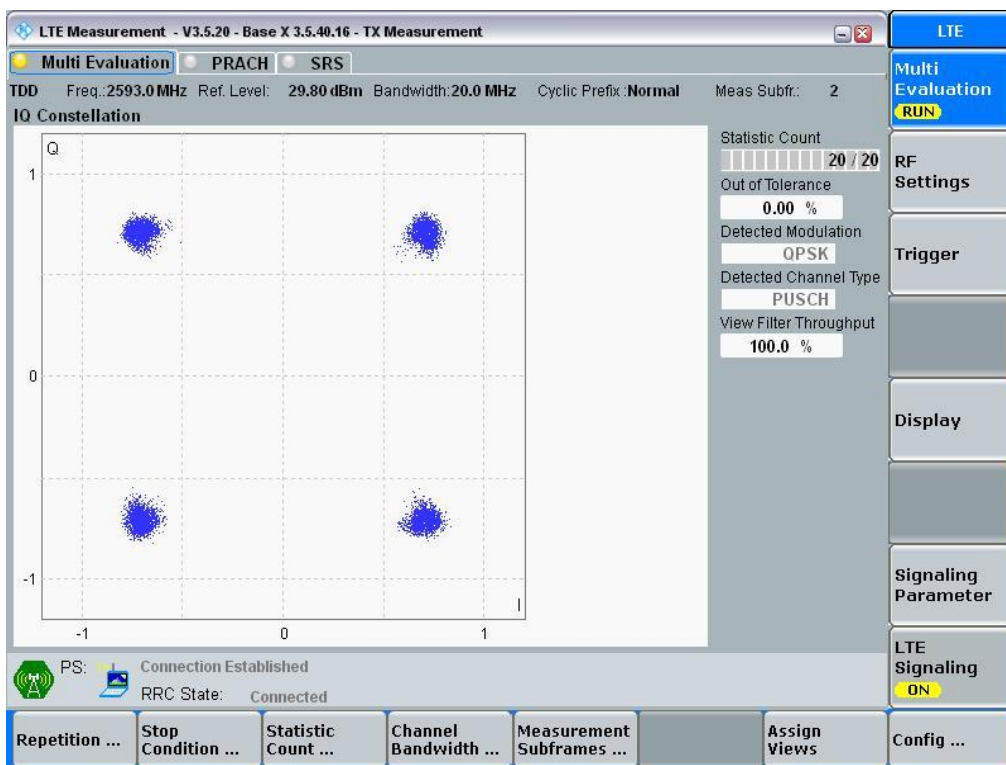 LTE Measurement - V3.5.20 - Base X 3.5.40.16 - TX Measurement
LTE
Multi Evaluation PRACH SRS
Multi
Evaluation
RUN
TDD Freq.:2593.0 MHz Ref. Level: 29.80 dBm Bandwidth:20.0 MHz Cyclic Prefix :Normal Meas Subfr.: 2
IQ Constellation
Q
1
0
-1
-1 0 1
I
Statistic Count
20 / 20
Out of Tolerance
0.00 %
Detected Modulation
QPSK
Detected Channel Type
PUSCH
View Filter Throughput
100.0 %
RF
Settings
Trigger
Display
Signaling
Parameter
LTE
Signaling
ON
PS: Connection Established
RRC State: Connected
Repetition ...
Stop
Condition ...
Statistic
Count ...
Channel
Bandwidth ...
Measurement
Subframes ...
Assign
Views
Config ...